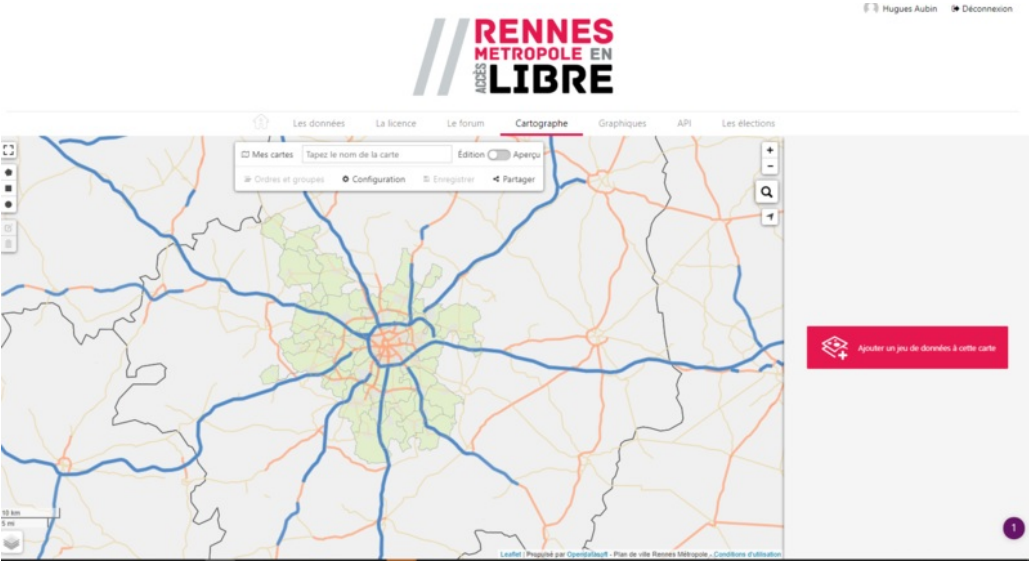 Hugues Aubin Déconnexion
RENNES
METROPOLE EN
ACCÈS LIBRE
Les données La licence Le forum Cartographe Graphiques API Les élections
Mes cartes Tapez le nom de la carte Édition Aperçu
Ordres et groupes Configuration Enregistrer Partager
+
-
Ajouter un jeu de données à cette carte
10 km
5 mi
1
Leaflet | Propulsé par Opendatasoft - Plan de ville Rennes Métropole, - Conditions d'utilisation